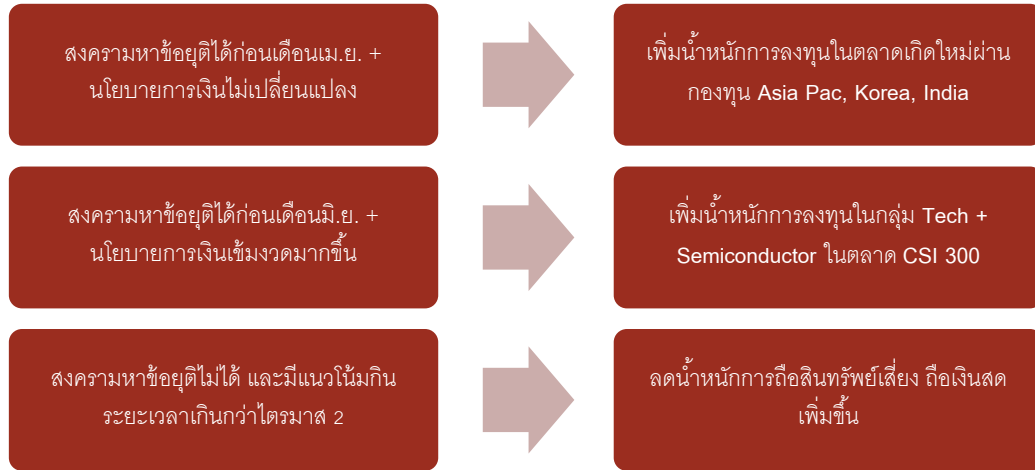 สงครามหาข้อยุติได้ก่อนเดือนเม.ย. +
นโยบายการเงินไม่เปลี่ยนแปลง
เพิ่มน้ำหนักการลงทุนในตลาดเกิดใหม่ผ่าน
กองทุน Asia Pac, Korea, India
สงครามหาข้อยุติได้ก่อนเดือนมิ.ย. +
นโยบายการเงินเข้มงวดมากขึ้น
เพิ่มน้ำหนักการลงทุนในกลุ่ม Tech +
Semiconductor ในตลาด CSI 300
สงครามหาข้อยุติไม่ได้ และมีแนวโน้มกิน
ระยะเวลาเกินกว่าไตรมาส 2
ลดน้ำหนักการถือสินทรัพย์เสี่ยง ถือเงินสด
เพิ่มขึ้น